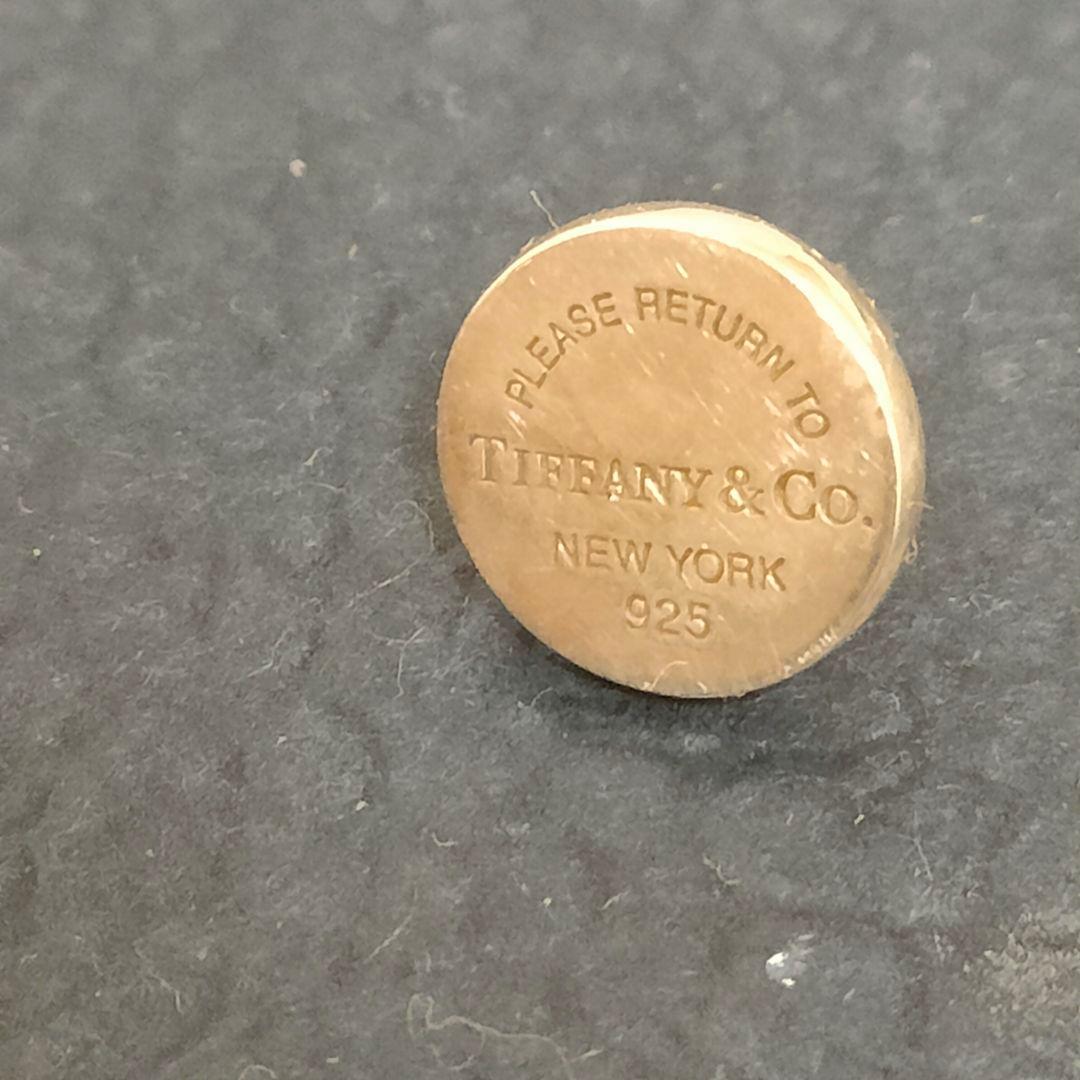 PLEASE RETURN TO
TIFFANY & CO.
NEW YORK
925